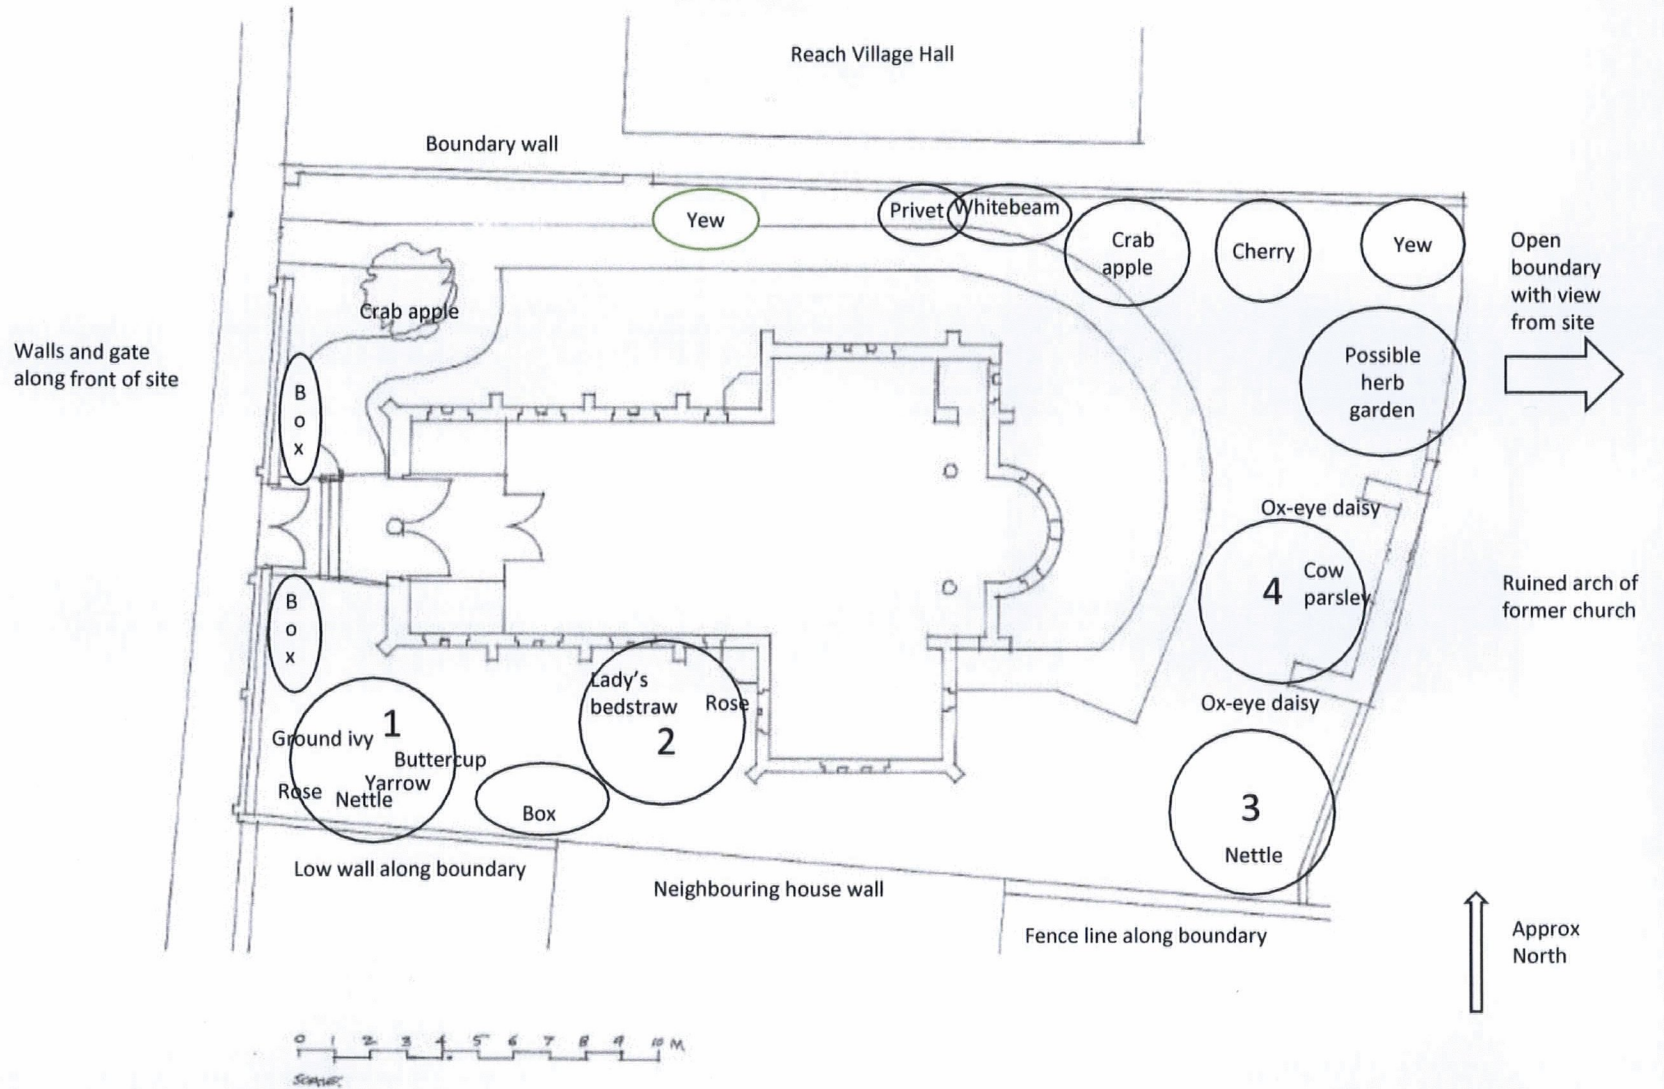 Reach Village Hall
Boundary wall
Yew
Privet
Whitebeam
Crab
apple
Cherry
Yew
Open
boundary
with view
from site
Crab apple
Walls and gate
along front of site
Possible
herb
garden
B
o
x
Ox-eye daisy
4
Cow
parsley
Ruined arch of
former church
B
o
x
Ox-eye daisy
Lady's
bedstraw
Rose
2
1
Ground ivy
Buttercup
Yarrow
Rose
Nettle
Box
3
Nettle
Low wall along boundary
Neighbouring house wall
Fence line along boundary
Approx
North
0 1 2 3 4 5 6 7 8 9 10 M